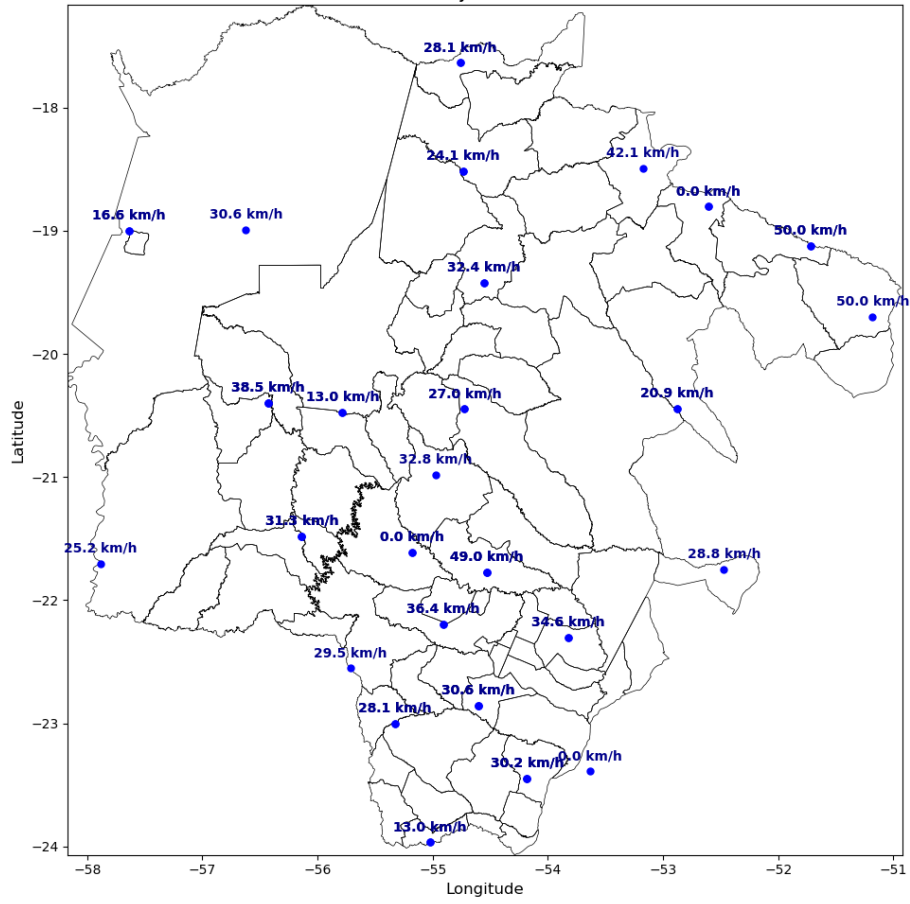 28.1 km/h
−18
24.1 km/h
42.1 km/h
0.0 km/h
16.6 km/h
30.6 km/h
−19
50.0 km/h
32.4 km/h
50.0 km/h
−20
38.5 km/h
13.0 km/h
27.0 km/h
20.9 km/h
Latitude
32.8 km/h
−21
31.3 km/h
25.2 km/h
0.0 km/h
49.0 km/h
28.8 km/h
−22
36.4 km/h
34.6 km/h
29.5 km/h
30.6 km/h
28.1 km/h
−23
30.2 km/h
0.0 km/h
13.0 km/h
−24
−58 −57 −56 −55 −54 −53 −52 −51
Longitude